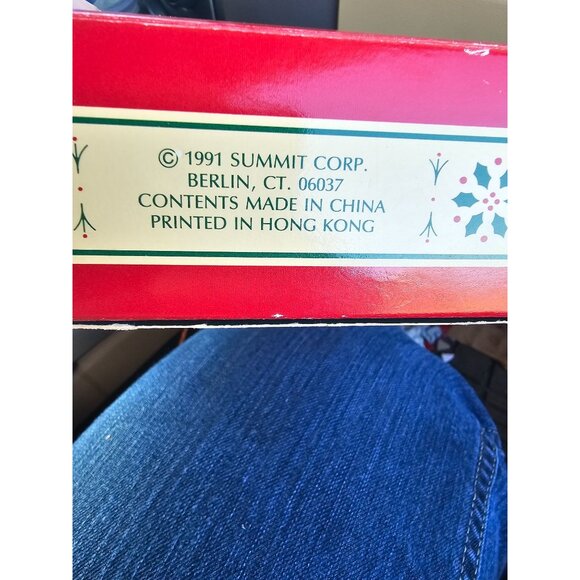 © 1991 SUMMIT CORP.
BERLIN, CT. 06037
CONTENTS MADE IN CHINA
PRINTED IN HONG KONG